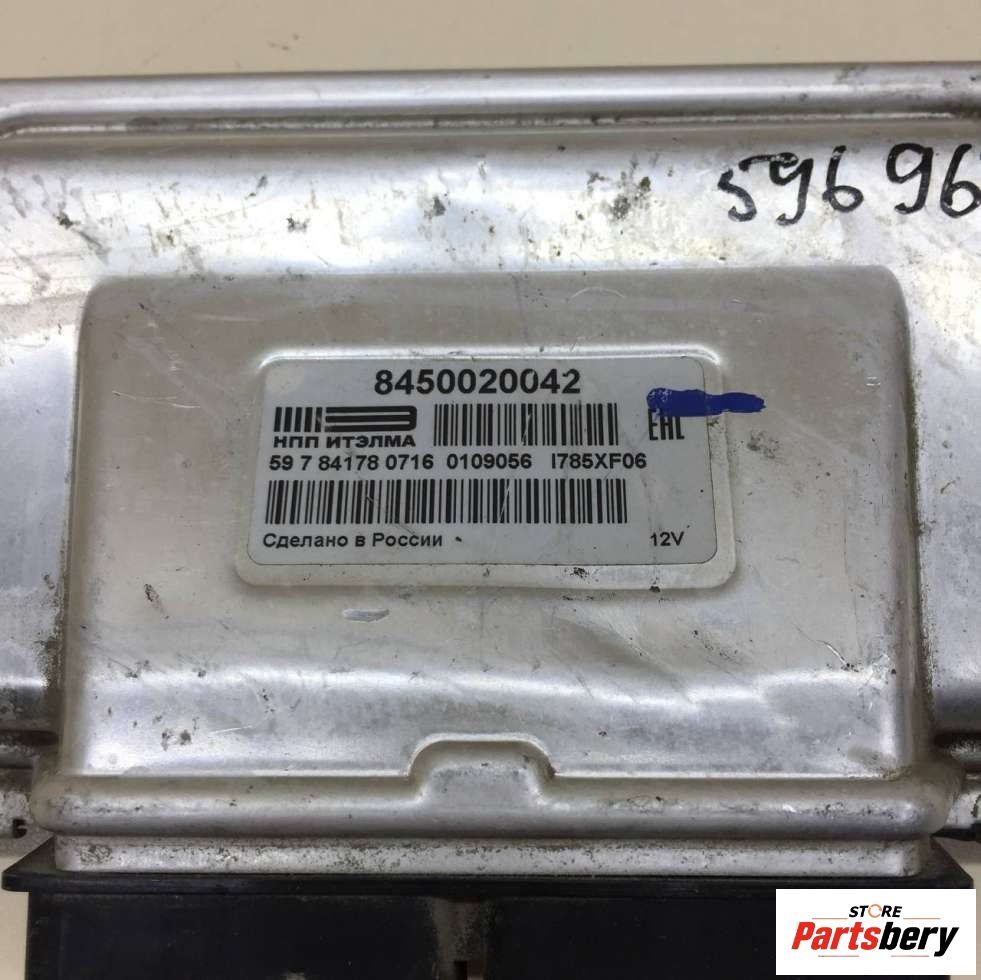 596 96
8450020042
НПП ИТЭЛМА
EAC
59 7 84178 0716 0109056 I785XF06
Сделано в России
12V
STORE
Partsbery